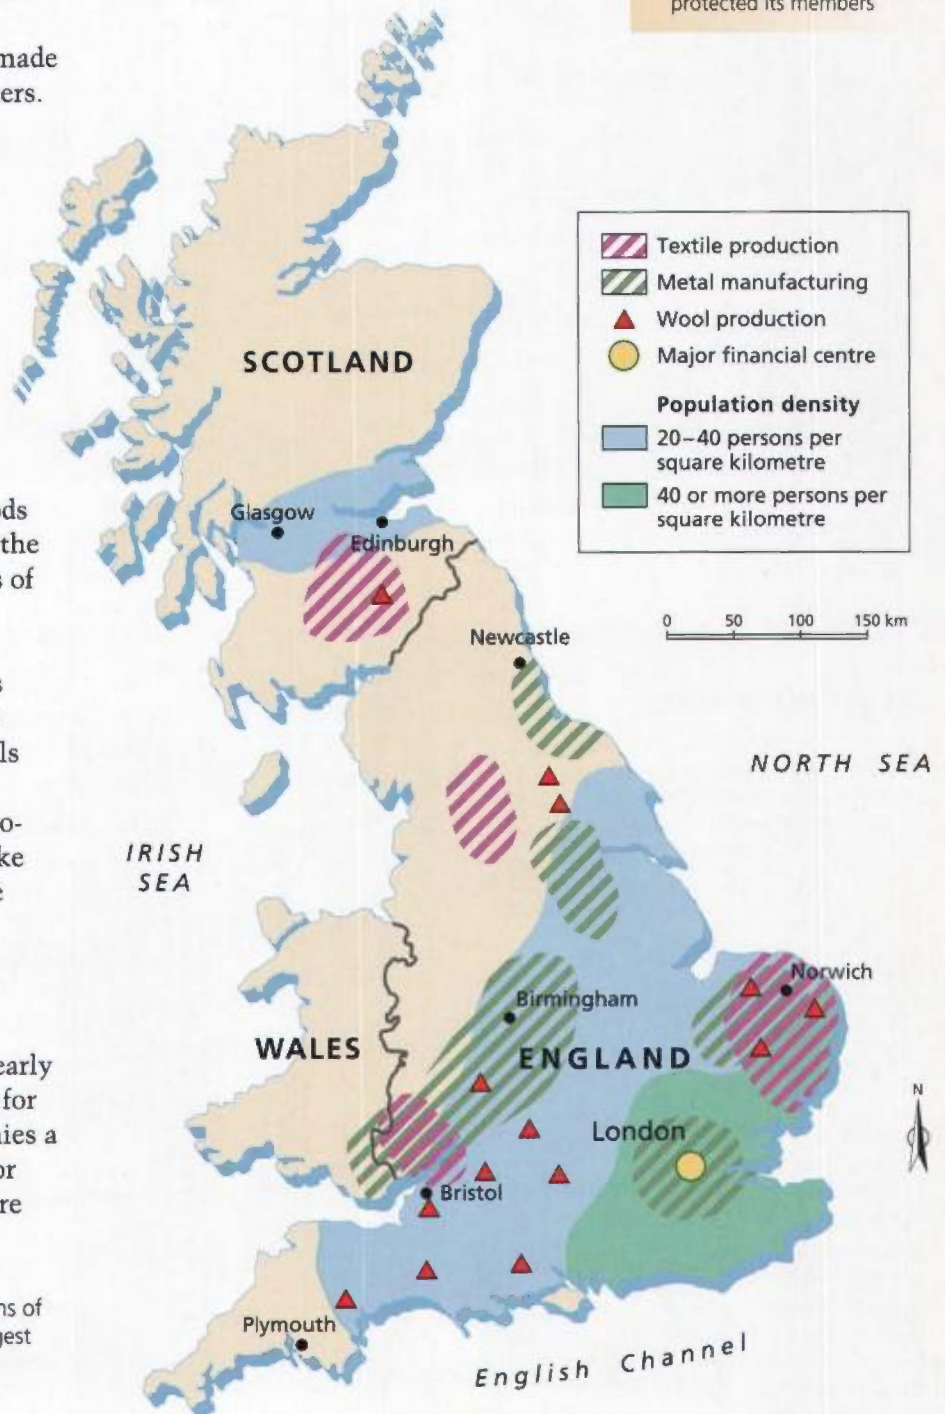 protected its members
made
ers.
Textile production
Metal manufacturing
Wool production
Major financial centre
Population density
20–40 persons per
square kilometre
40 or more persons per
square kilometre
SCOTLAND
ds
Glasgow
the
Edinburgh
s of
0 50 100 150 km
Newcastle
s
ls
NORTH SEA
o-
ke
IRISH
SEA
e
Norwich
Birmingham
WALES
ENGLAND
early
for
N
London
nies a
or
Bristol
re
ns of
gest
Plymouth
English Channel